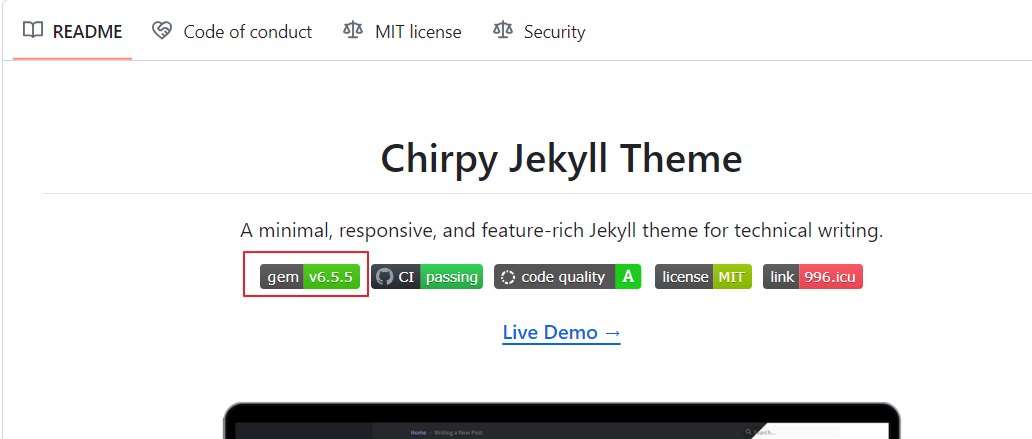 README Code of conduct MIT license Security
Chirpy Jekyll Theme
A minimal, responsive, and feature-rich Jekyll theme for technical writing.
gem v6.5.5 CI passing code quality A license MIT link 996.icu
Live Demo →
Home › Writing a New Post Search...